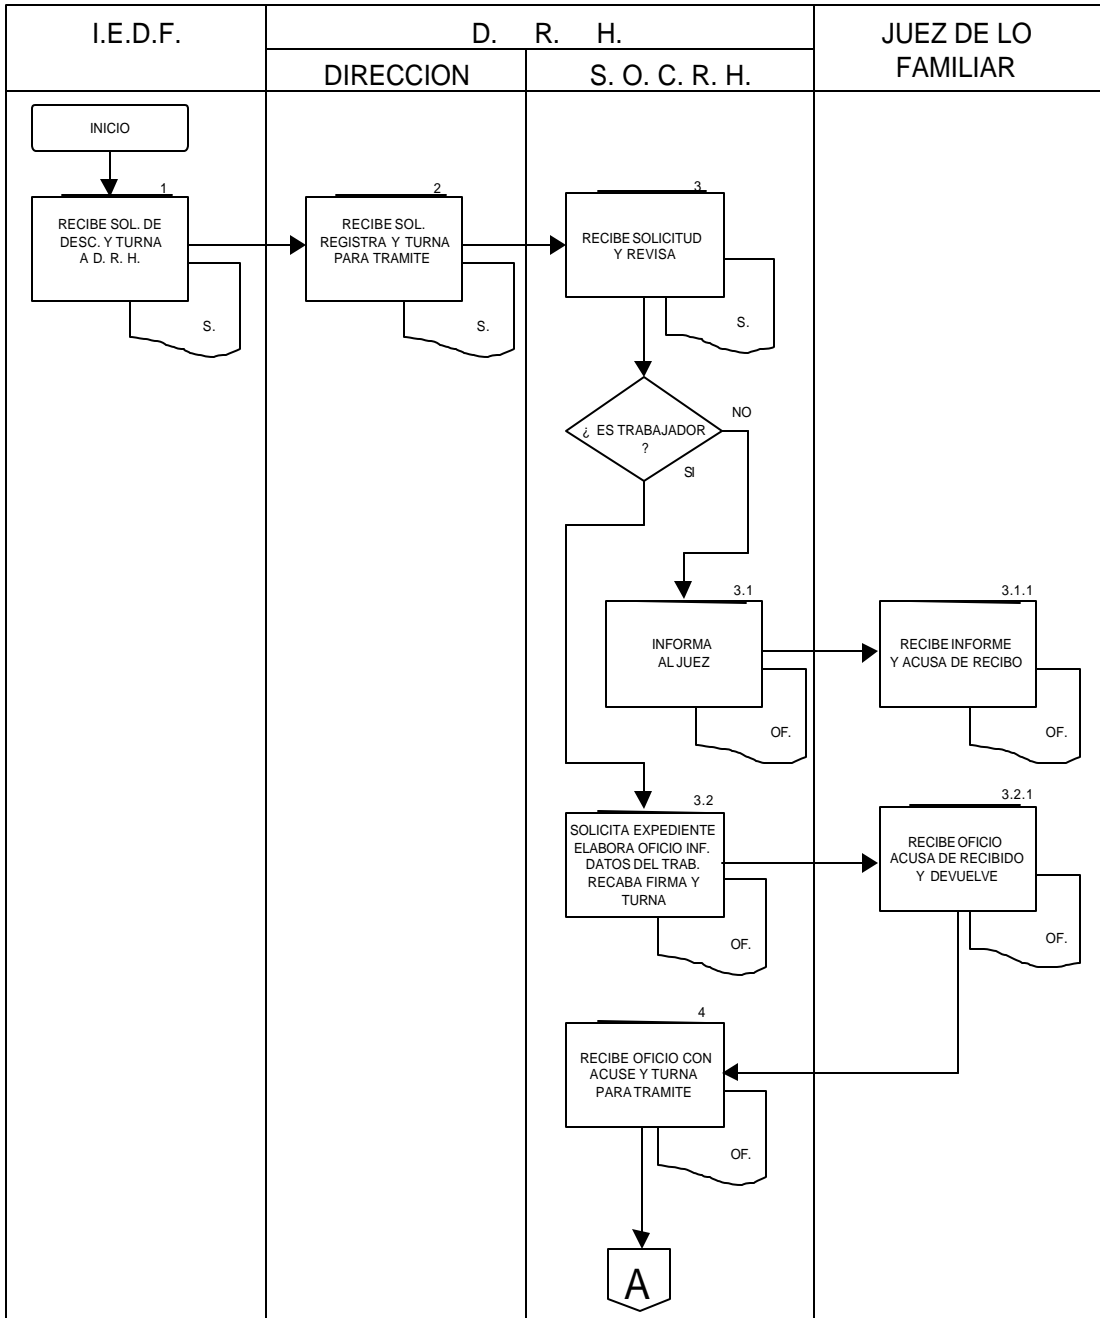 I.E.D.F.
D. R. H.
JUEZ DE LO
FAMILIAR
DIRECCION
S. O. C. R. H.
INICIO
1
RECIBE SOL. DE
DESC. Y TURNA
A D. R. H.
S.
2
RECIBE SOL.
REGISTRA Y TURNA
PARA TRAMITE
S.
3
RECIBE SOLICITUD
Y REVISA
S.
¿ ES TRABAJADOR
?
NO
SI
3.1
INFORMA
AL JUEZ
OF.
3.1.1
RECIBE INFORME
Y ACUSA DE RECIBO
OF.
3.2
SOLICITA EXPEDIENTE
ELABORA OFICIO INF.
DATOS DEL TRAB.
RECABA FIRMA Y
TURNA
OF.
3.2.1
RECIBE OFICIO
ACUSA DE RECIBIDO
Y DEVUELVE
OF.
4
RECIBE OFICIO CON
ACUSE Y TURNA
PARA TRAMITE
OF.
A